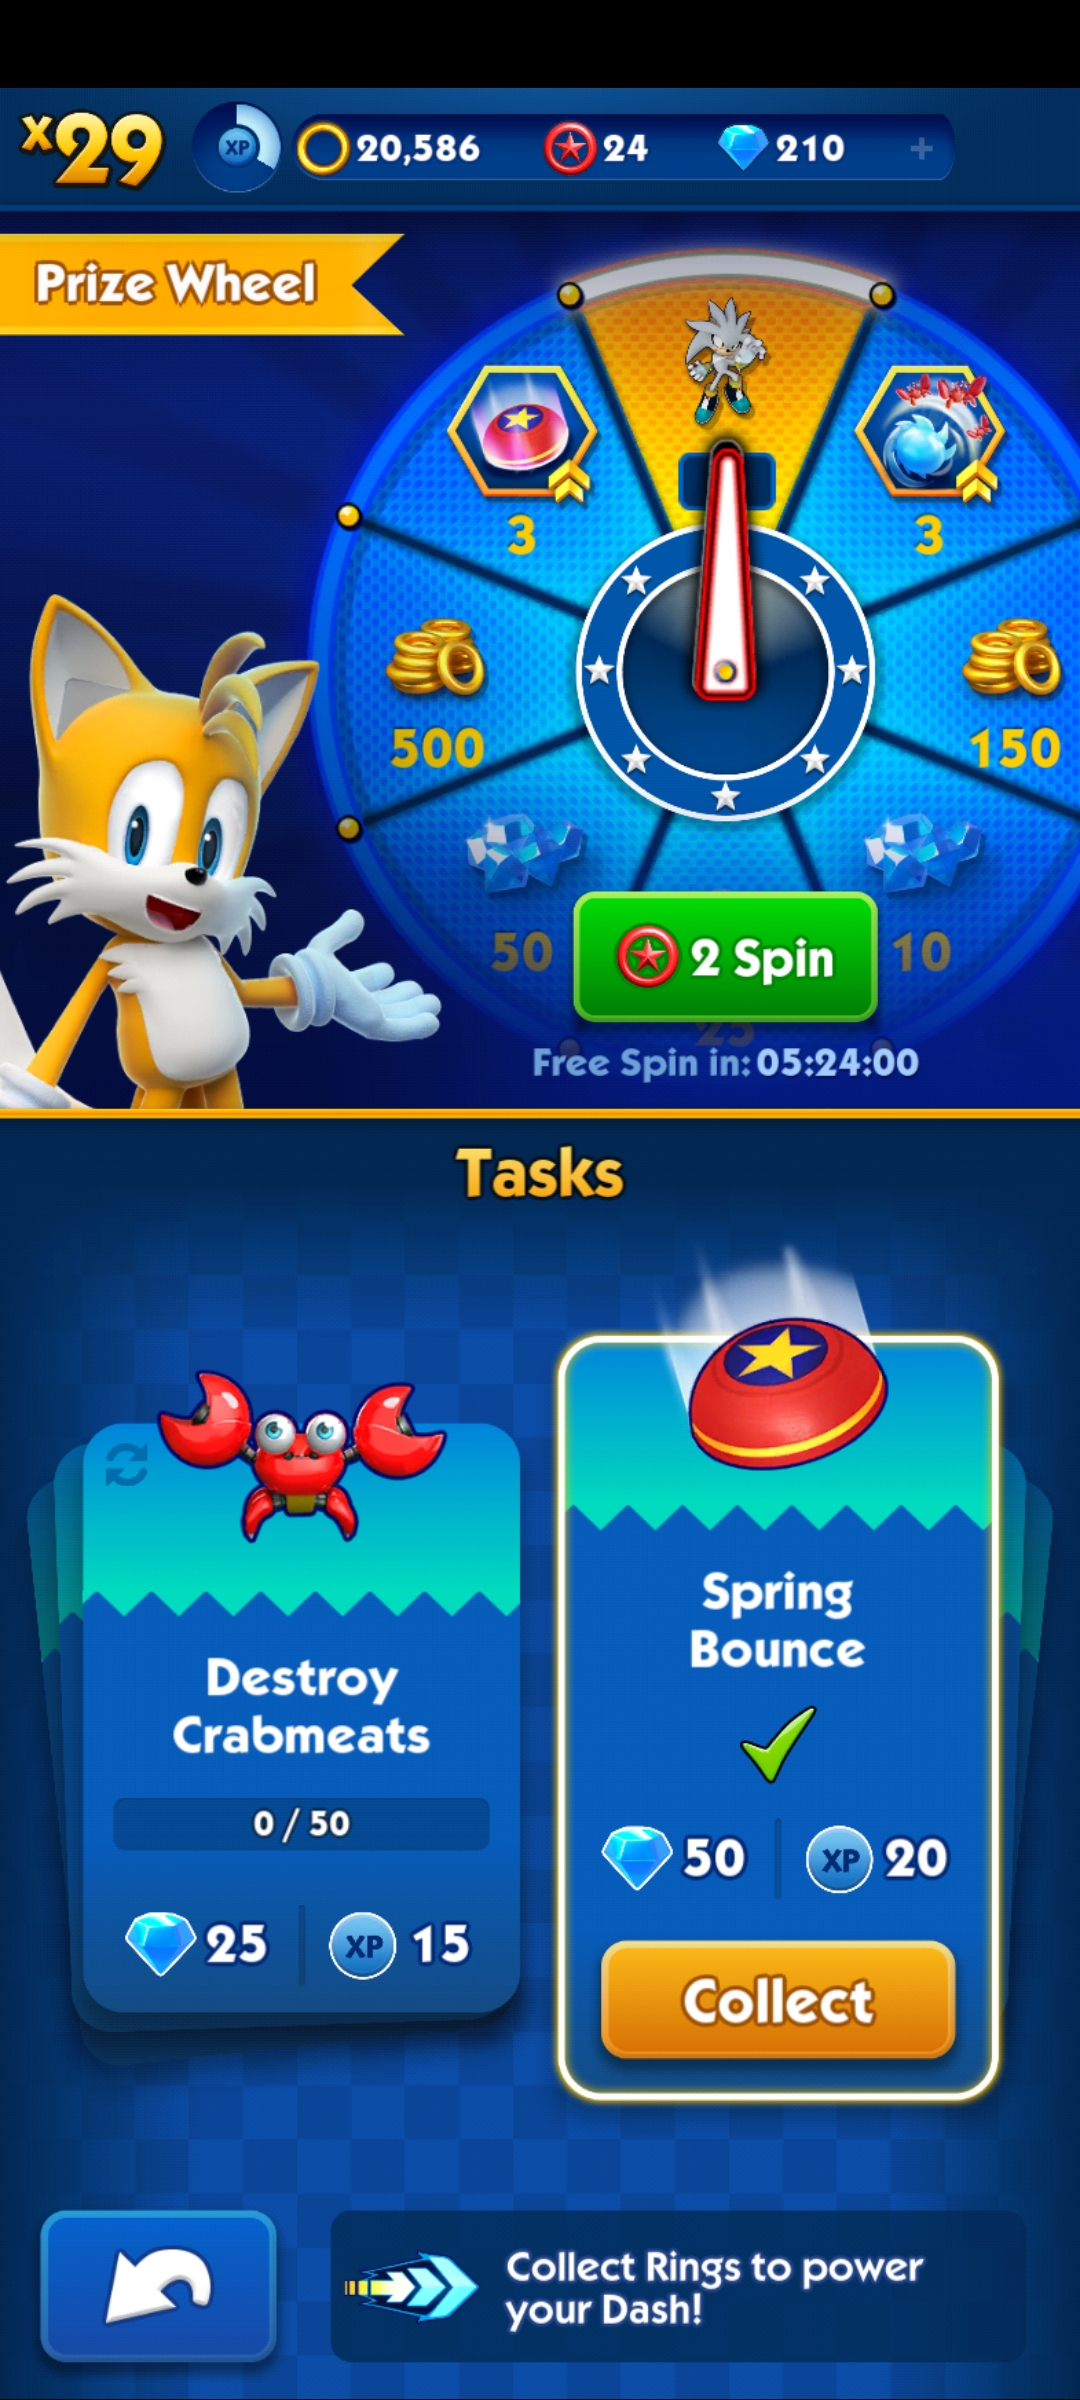 x29
XP
20,586
24
210
+
Prize Wheel
3
3
500
150
50
10
2 Spin
25
Free Spin in: 05:24:00
Tasks
Destroy
Crabmeats
0 / 50
25
XP 15
Spring
Bounce
50
XP 20
Collect
Collect Rings to power
your Dash!